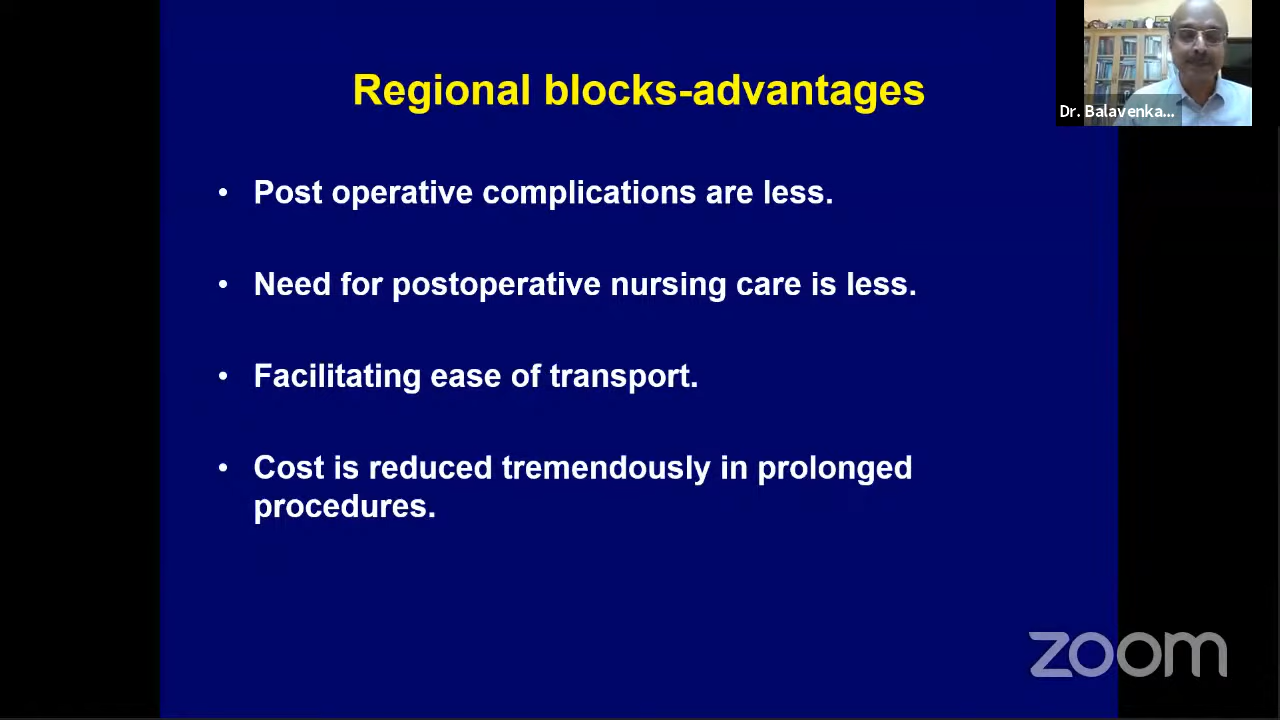 Regional blocks-advantages
Dr. Balavenka...
• Post operative complications are less.
• Need for postoperative nursing care is less.
• Facilitating ease of transport.
• Cost is reduced tremendously in prolonged
procedures.
zoom